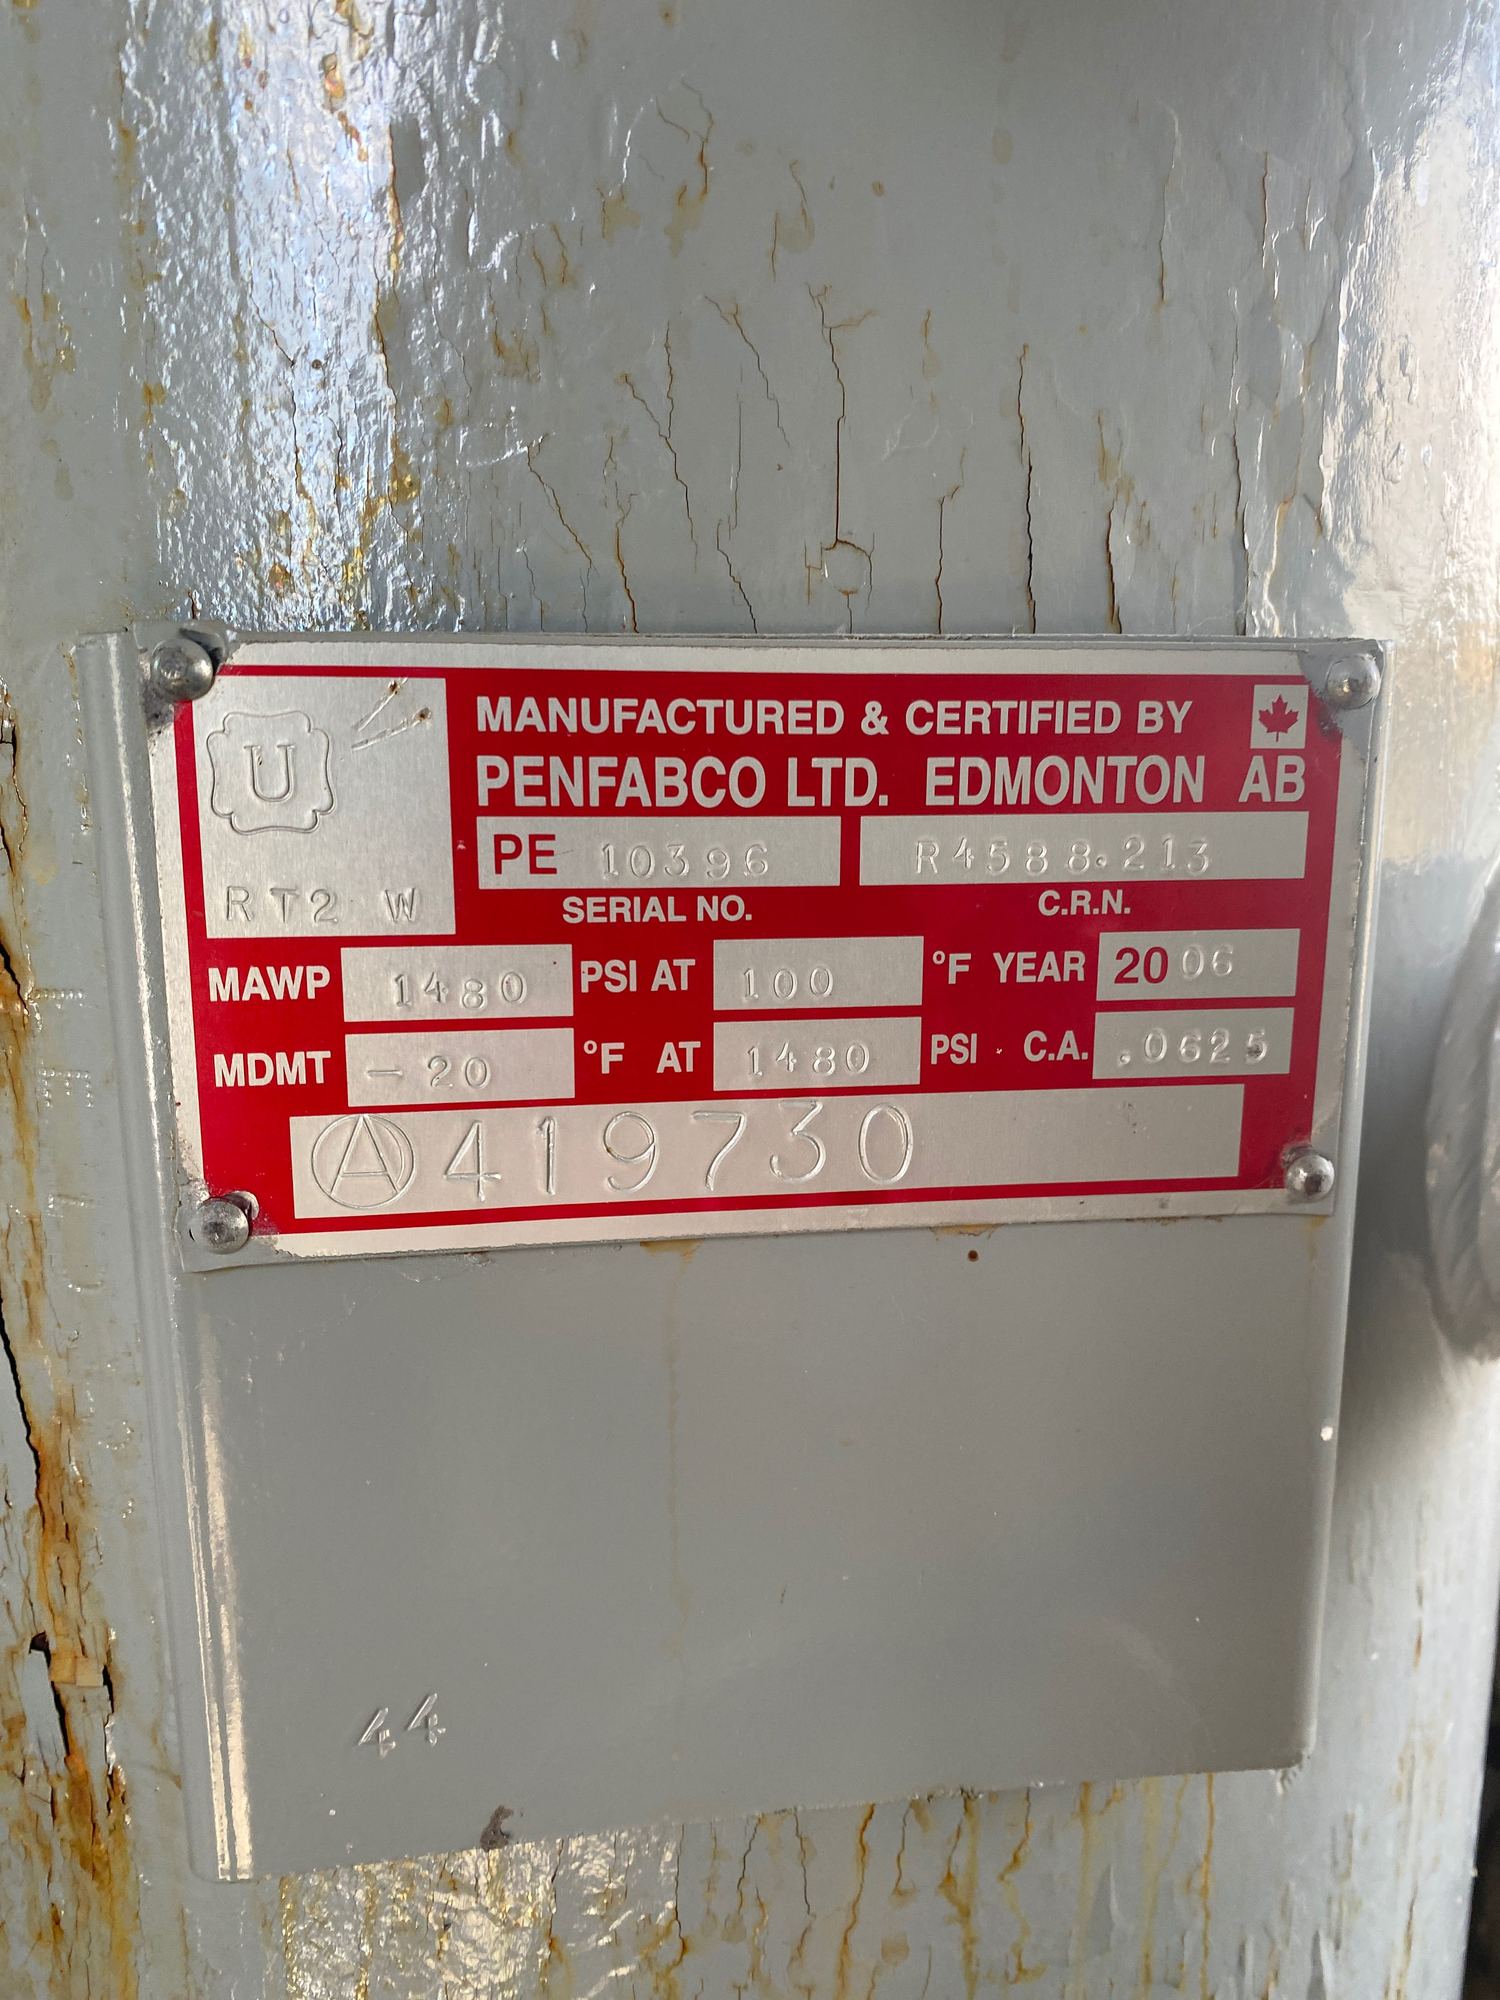 U
RT2 W
MANUFACTURED & CERTIFIED BY
PENFABCO LTD. EDMONTON AB
PE 10396 R4588.213
SERIAL NO. C.R.N.
MAWP 1480 PSI AT 100 °F YEAR 2006
MDMT -20 °F AT 1480 PSI C.A. .0625
Ⓐ419730
44